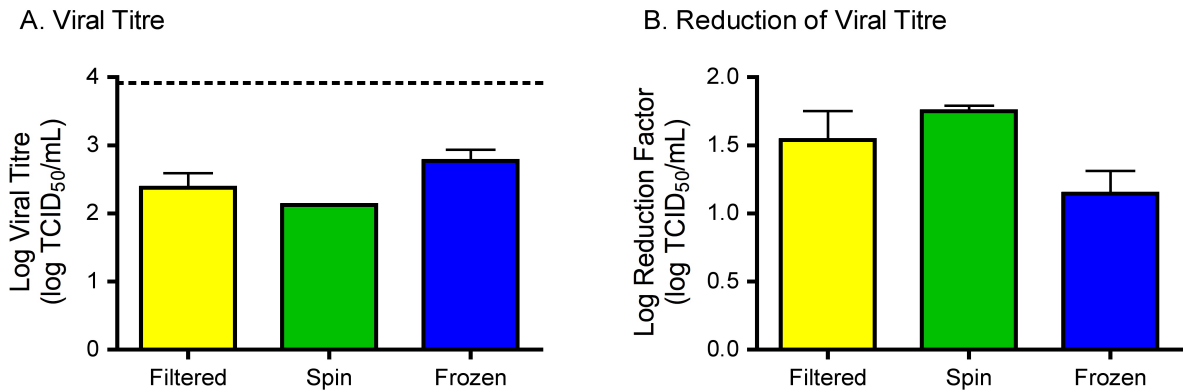 A. Viral Titre
Log Viral Titre
(log TCID50/mL)
4
3
2
1
0
Filtered Spin Frozen
B. Reduction of Viral Titre
Log Reduction Factor
(log TCID50/mL)
2.0
1.5
1.0
0.5
0.0
Filtered Spin Frozen